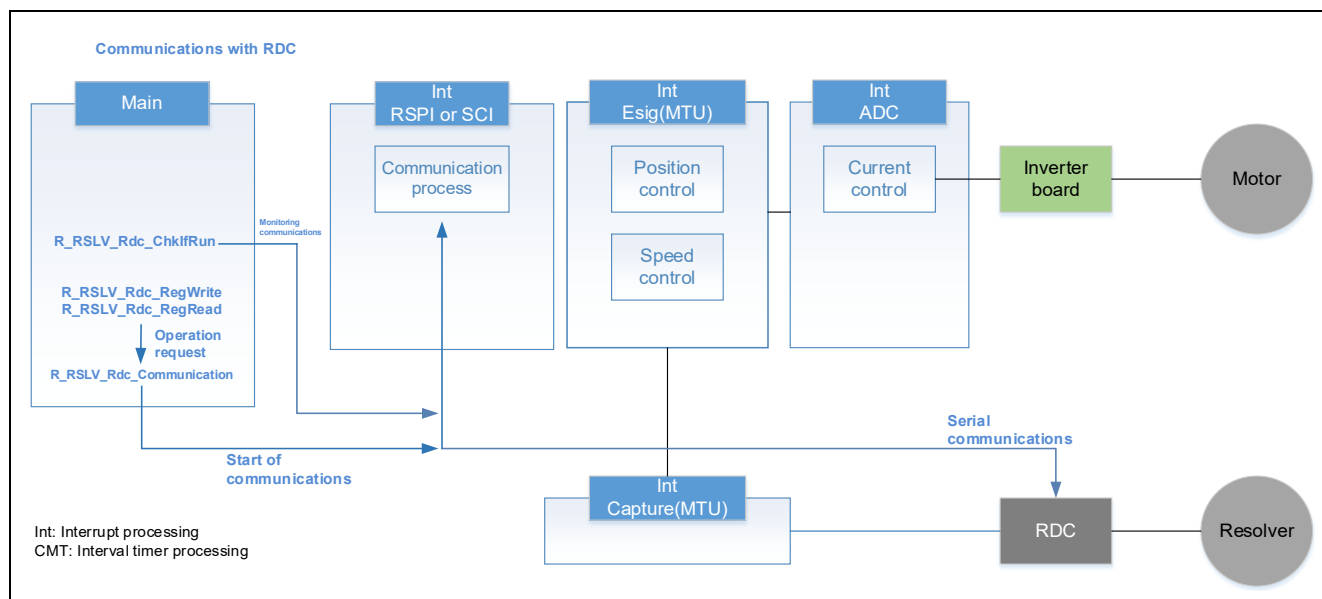 Communications with RDC
Main
Int
RSPI or SCI
Int
Esig(MTU)
Int
ADC
Communication
process
Position
control
Current
control
Inverter
board
Motor
Monitoring
communications
R_RSLV_Rdc_ChkIfRun
Speed
control
R_RSLV_Rdc_RegWrite
R_RSLV_Rdc_RegRead
Operation
request
R_RSLV_Rdc_Communication
Serial
communications
Start of
communications
Int
Capture(MTU)
RDC
Resolver
Int: Interrupt processing
CMT: Interval timer processing